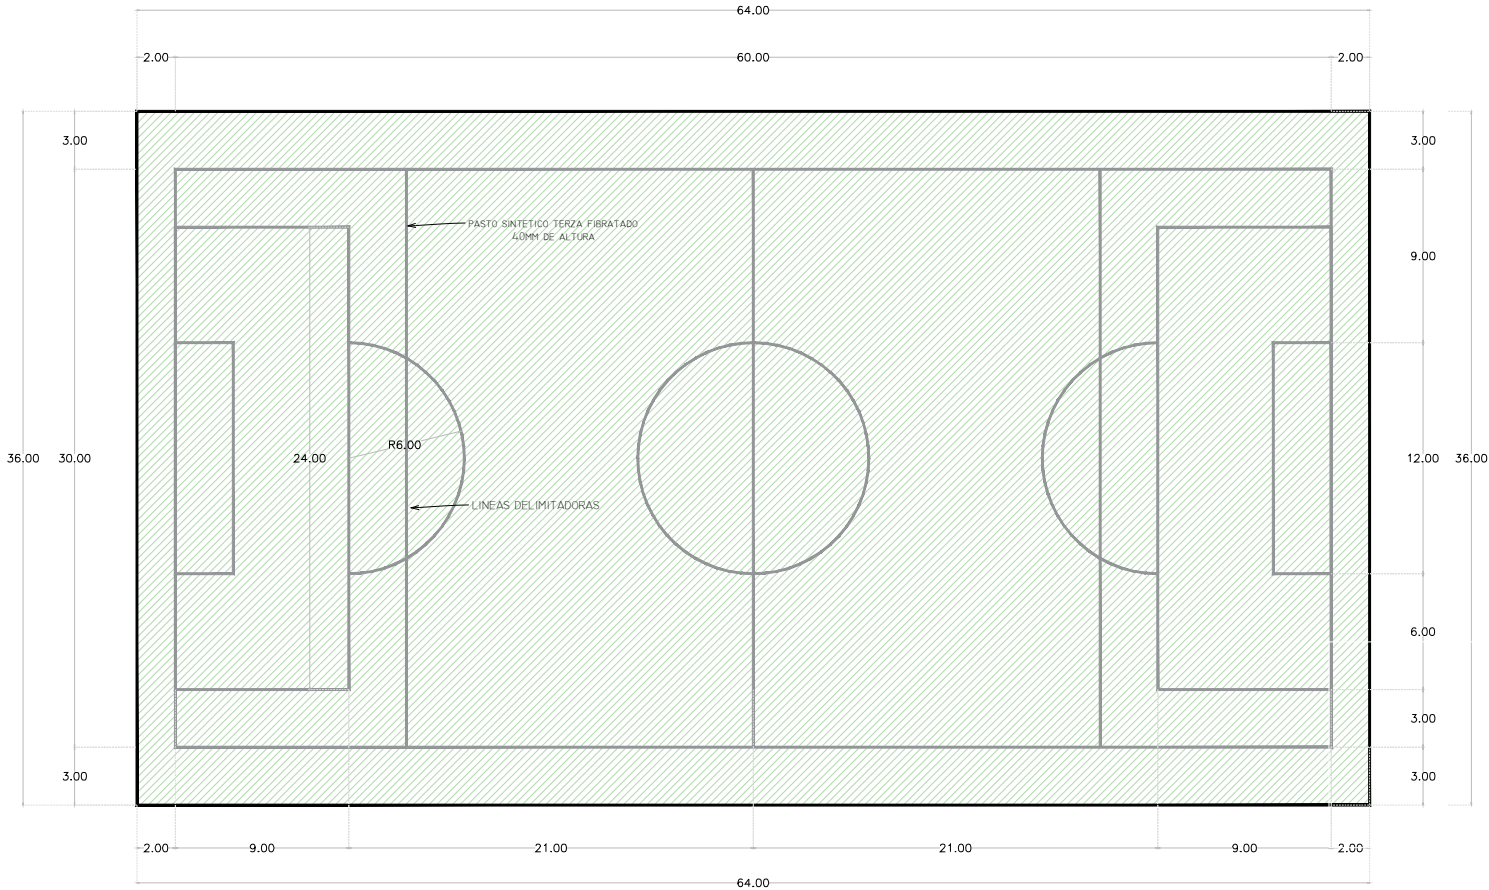 64.00
2.00 60.00 2.00
3.00 3.00
PASTO SINTETICO TERZA FIBRATADO
40MM DE ALTURA
9.00
R6.00
36.00 30.00 24.00 12.00 36.00
LINEAS DELIMITADORAS
6.00
3.00
3.00 3.00
2.00 9.00 21.00 21.00 9.00 2.00
64.00